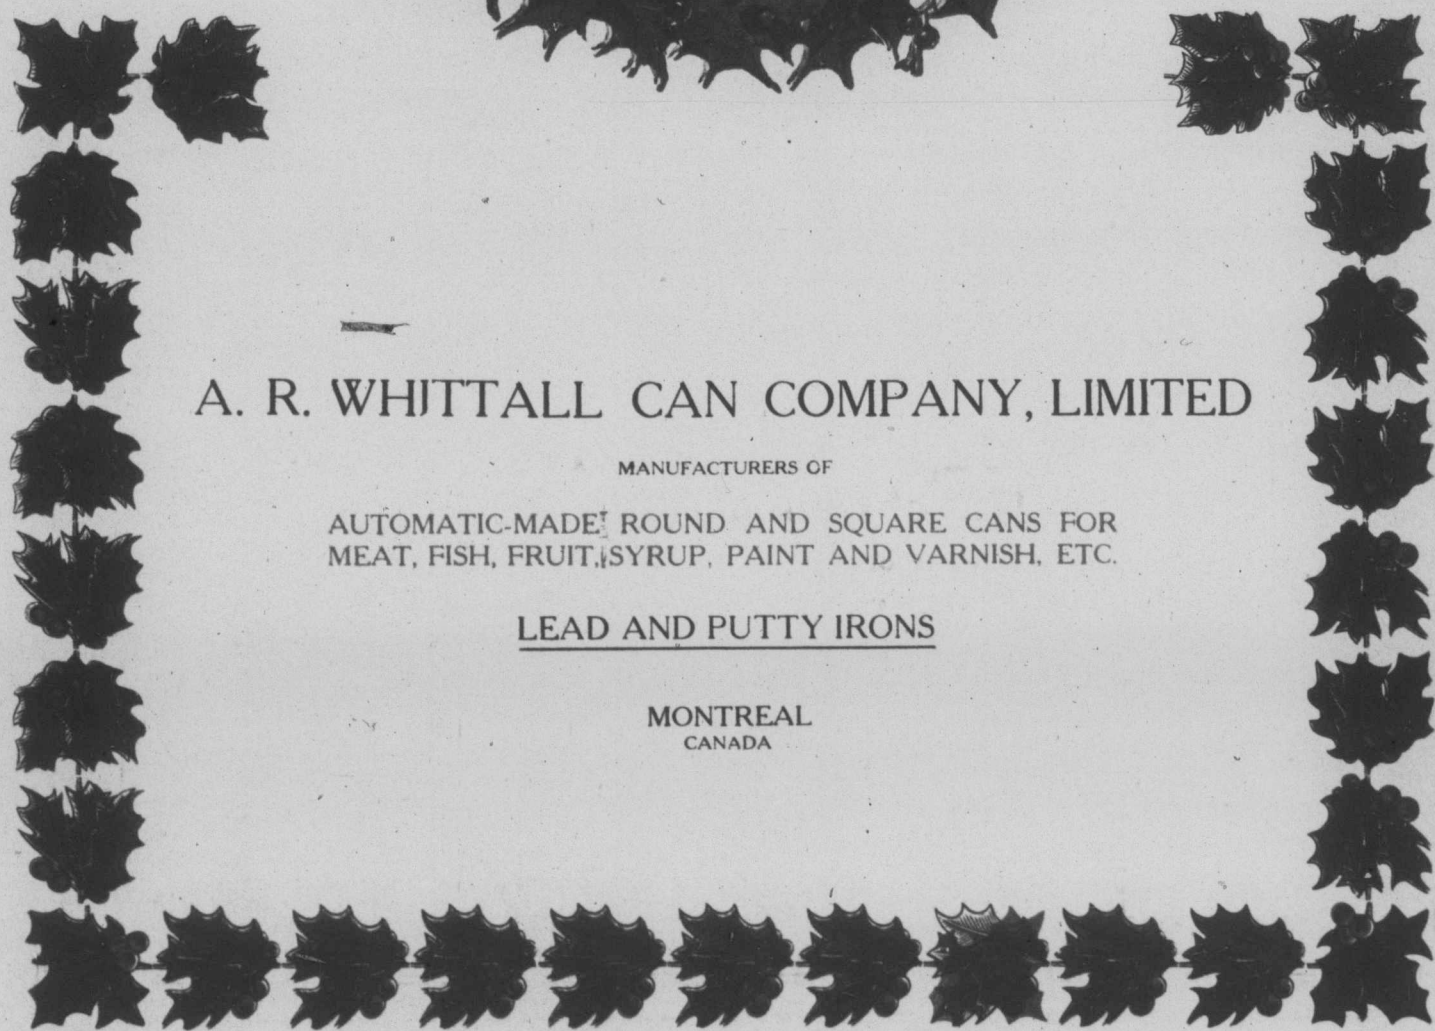 A. R. WHITTALL CAN COMPANY, LIMITED
MANUFACTURERS OF
AUTOMATIC-MADE ROUND AND SQUARE CANS FOR
MEAT, FISH, FRUIT, SYRUP, PAINT AND VARNISH, ETC.
LEAD AND PUTTY IRONS
MONTREAL
CANADA